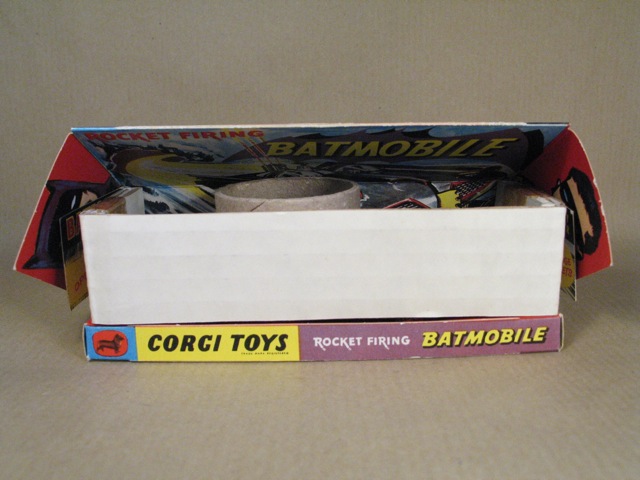 ROCKET FIRING
BATMOBILE
CORGI TOYS
ROCKET FIRING BATMOBILE